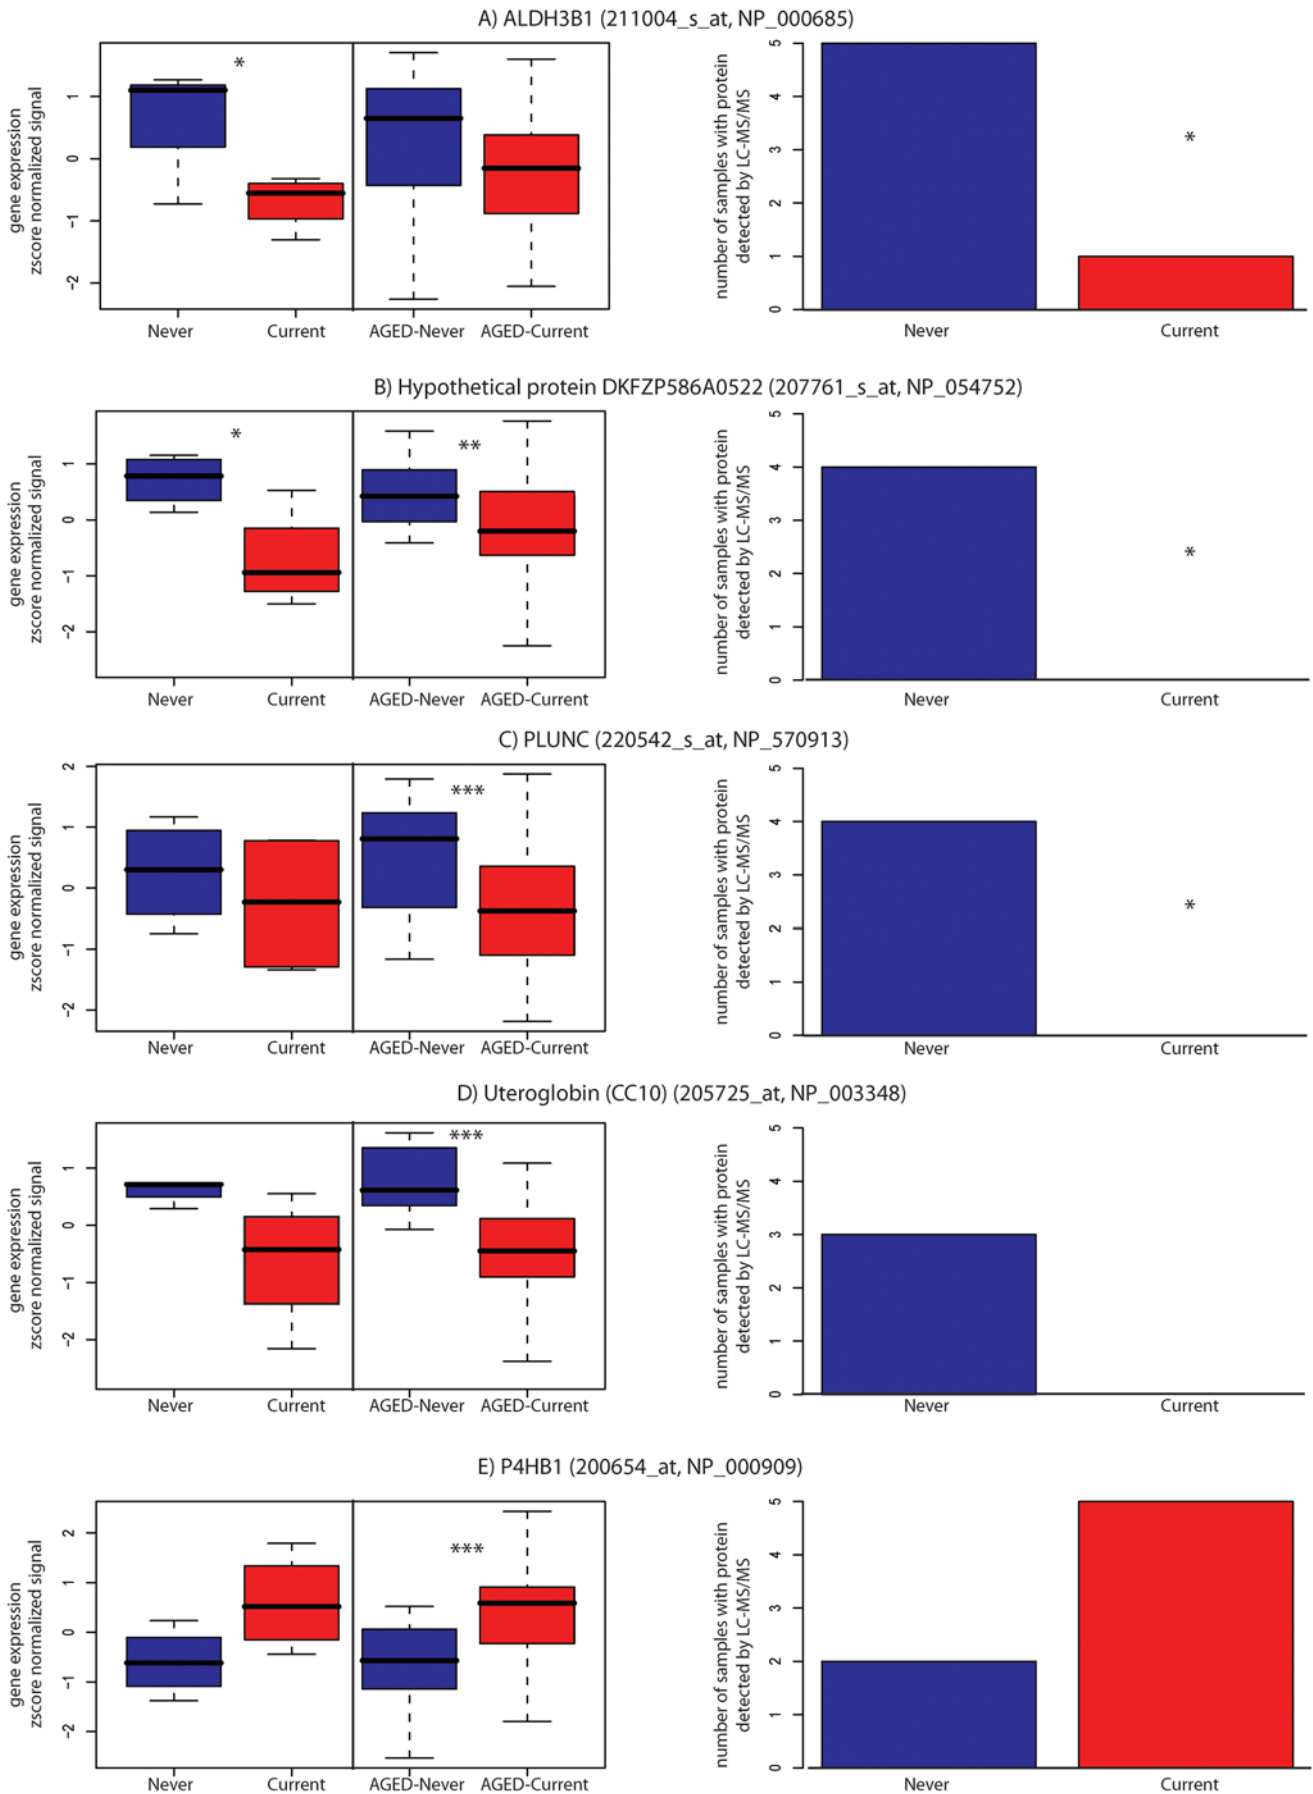 A) ALDH3B1 (211004_s_at, NP_000685)
gene expression
zscore normalized signal
1
0
-1
-2
*
Never
Current
AGED-Never
AGED-Current
number of samples with protein
detected by LC-MS/MS
5
4
3
2
1
0
*
Never
Current
B) Hypothetical protein DKFZP586A0522 (207761_s_at, NP_054752)
gene expression
zscore normalized signal
1
0
-1
-2
*
**
Never
Current
AGED-Never
AGED-Current
number of samples with protein
detected by LC-MS/MS
5
4
3
2
1
0
*
Never
Current
C) PLUNC (220542_s_at, NP_570913)
gene expression
zscore normalized signal
2
1
0
-1
-2
***
Never
Current
AGED-Never
AGED-Current
number of samples with protein
detected by LC-MS/MS
5
4
3
2
1
0
*
Never
Current
D) Uteroglobin (CC10) (205725_at, NP_003348)
gene expression
zscore normalized signal
1
0
-1
-2
***
Never
Current
AGED-Never
AGED-Current
number of samples with protein
detected by LC-MS/MS
5
4
3
2
1
0
Never
Current
E) P4HB1 (200654_at, NP_000909)
gene expression
zscore normalized signal
2
1
0
-1
-2
***
Never
Current
AGED-Never
AGED-Current
number of samples with protein
detected by LC-MS/MS
5
4
3
2
1
0
Never
Current